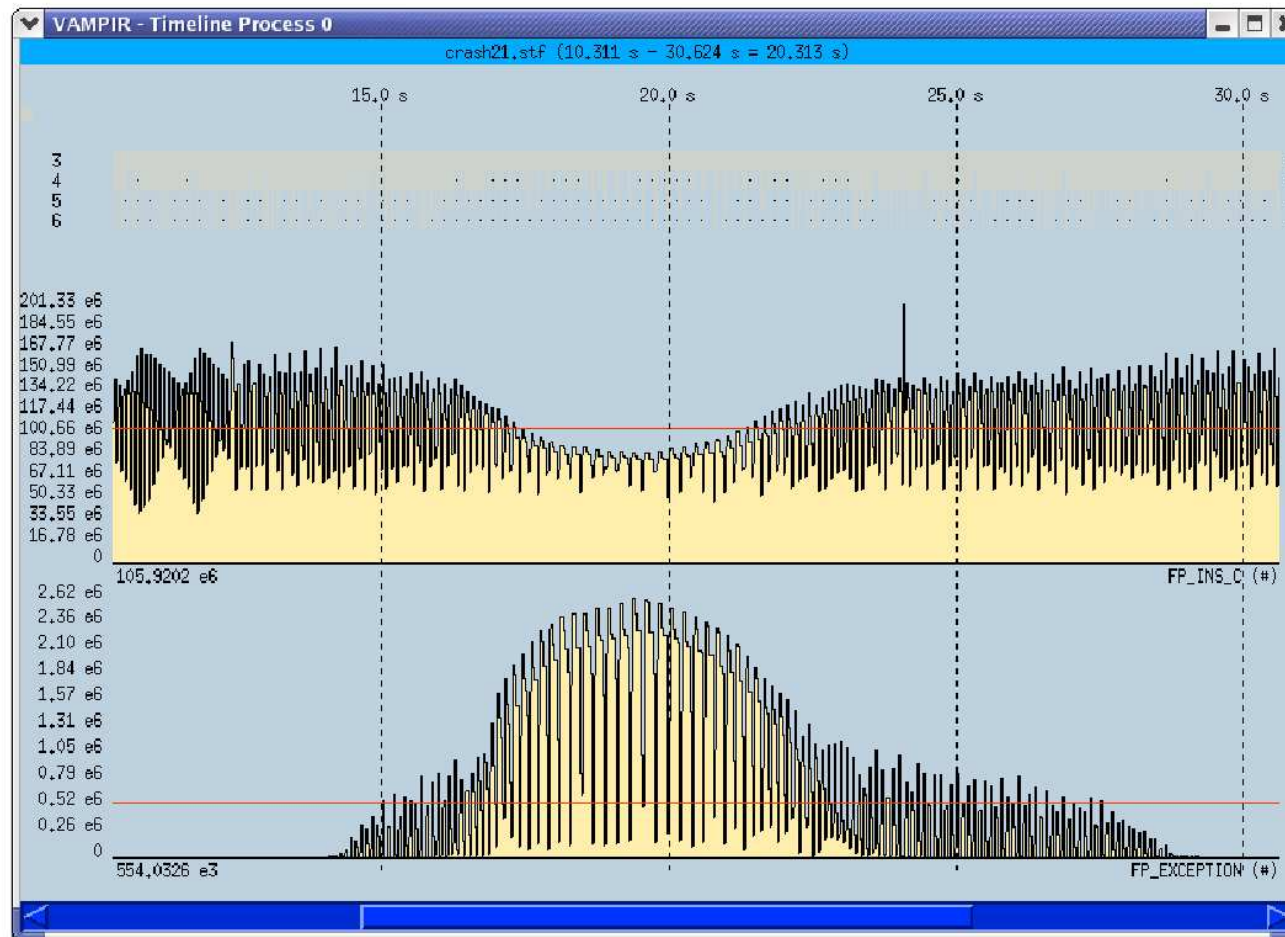 VAMPIR - Timeline Process 0
crash21.stf (10.311 s - 30.624 s = 20.313 s)
15.0 s 20.0 s 25.0 s 30.0 s
3
4
5
6
201.33 e6
184.55 e6
167.77 e6
150.99 e6
134.22 e6
117.44 e6
100.66 e6
83.89 e6
67.11 e6
50.33 e6
33.55 e6
16.78 e6
0
105.9202 e6 FP_INS_C (#)
2.62 e6
2.36 e6
2.10 e6
1.84 e6
1.57 e6
1.31 e6
1.05 e6
0.79 e6
0.52 e6
0.26 e6
0
554.0326 e3 FP_EXCEPTION (#)